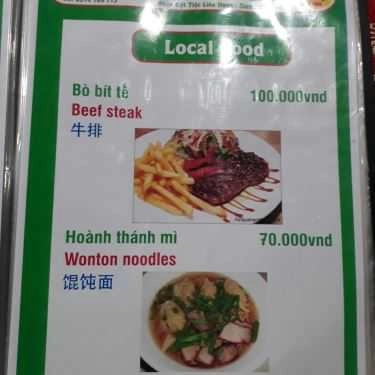 Local Food
Bò bít tế 100.000vnd
Beef steak
牛排
Hoành thánh mì 70.000vnd
Wonton noodles
馄饨面